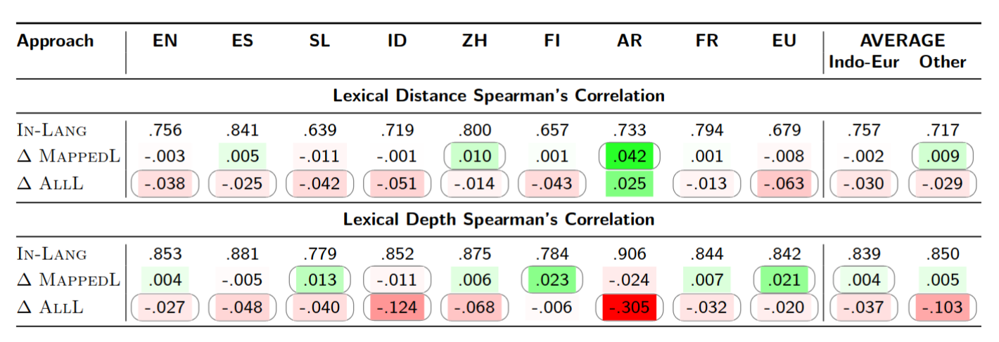 Approach EN ES SL ID ZH FI AR FR EU AVERAGE
Indo-Eur Other
Lexical Distance Spearman's Correlation
IN-LANG .756 .841 .639 .719 .800 .657 .733 .794 .679 .757 .717
Δ MAPPEDL -.003 .005 -.011 -.001 .010 .001 .042 .001 -.008 -.002 .009
Δ ALLL -.038 -.025 -.042 -.051 -.014 -.043 .025 -.013 -.063 -.030 -.029
Lexical Depth Spearman's Correlation
IN-LANG .853 .881 .779 .852 .875 .784 .906 .844 .842 .839 .850
Δ MAPPEDL .004 -.005 .013 -.011 .006 .023 -.024 .007 .021 .004 .005
Δ ALLL -.027 -.048 -.040 -.124 -.068 -.006 -.305 -.032 -.020 -.037 -.103